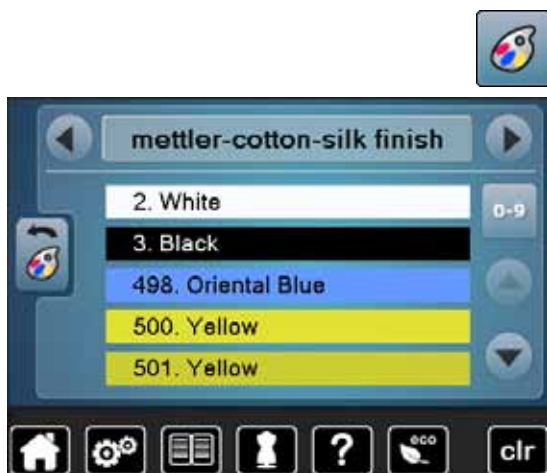 mettler-cotton-silk finish
2. White
0-9
3. Black
498. Oriental Blue
500. Yellow
501. Yellow
?
eco
clr